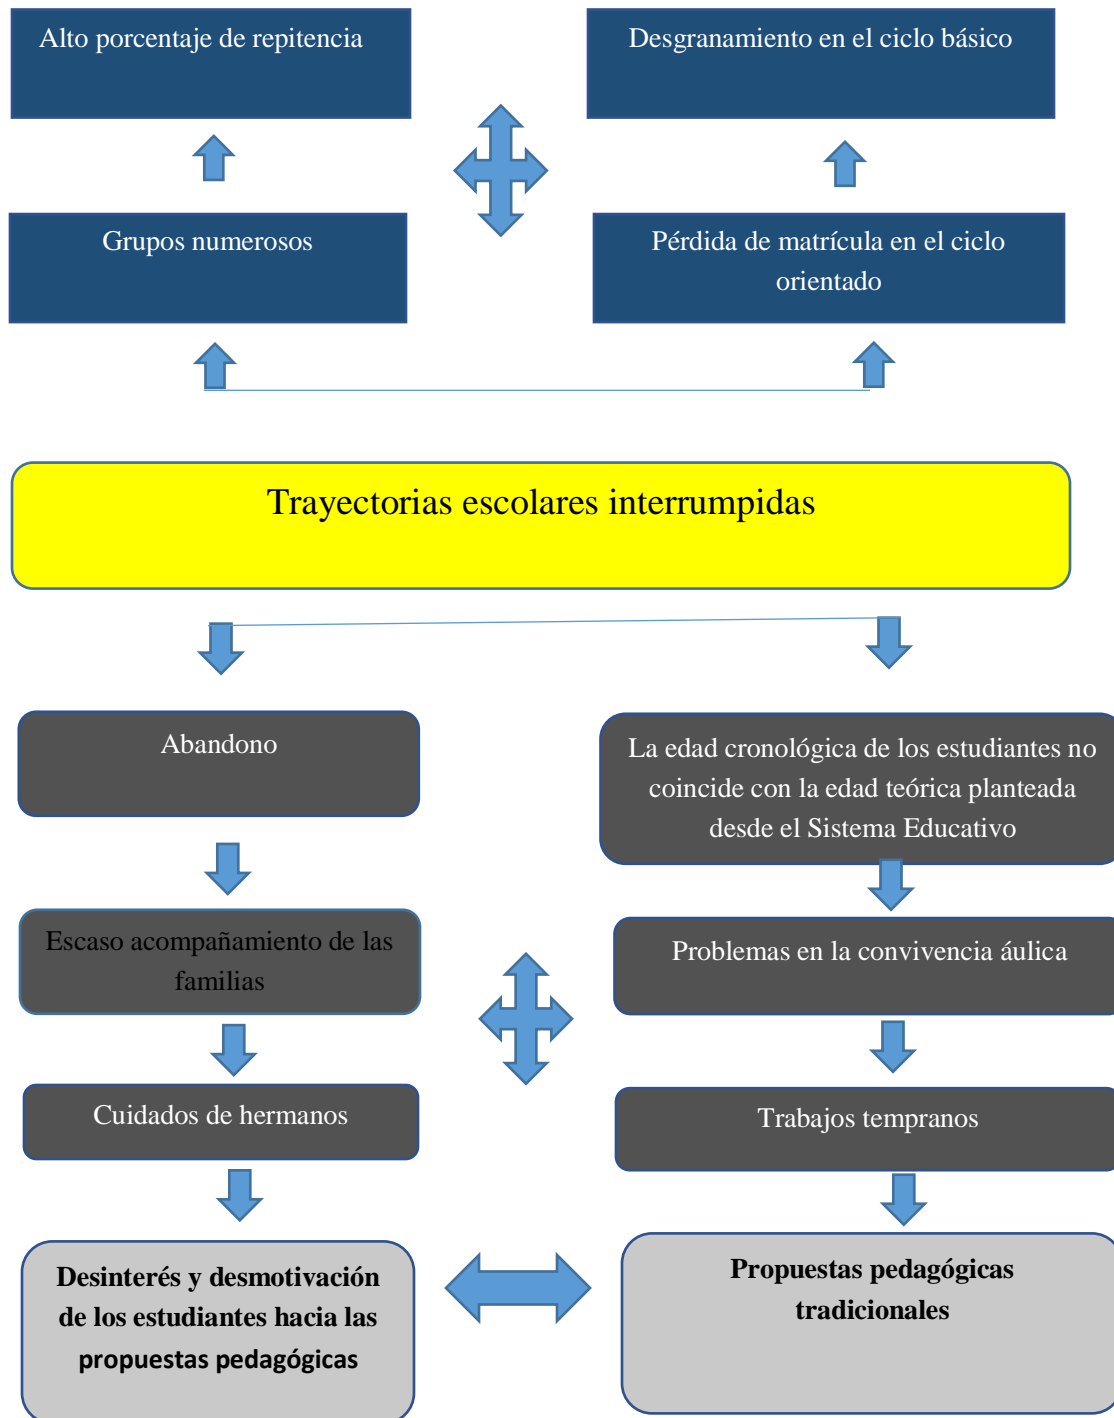 Alto porcentaje de repitencia
Desgranamiento en el ciclo básico
Grupos numerosos
Pérdida de matrícula en el ciclo
orientado
Trayectorias escolares interrumpidas
Abandono
La edad cronológica de los estudiantes no
coincide con la edad teórica planteada
desde el Sistema Educativo
Escaso acompañamiento de las
familias
Problemas en la convivencia áulica
Cuidados de hermanos
Trabajos tempranos
Desinterés y desmotivación
de los estudiantes hacia las
propuestas pedagógicas
Propuestas pedagógicas
tradicionales